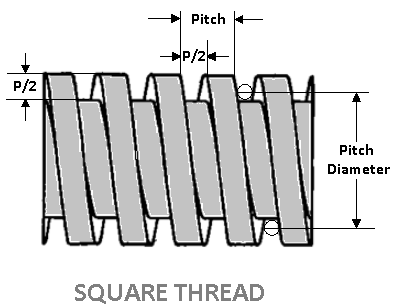 Pitch
P/2
P/2
Pitch
Diameter
SQUARE THREAD